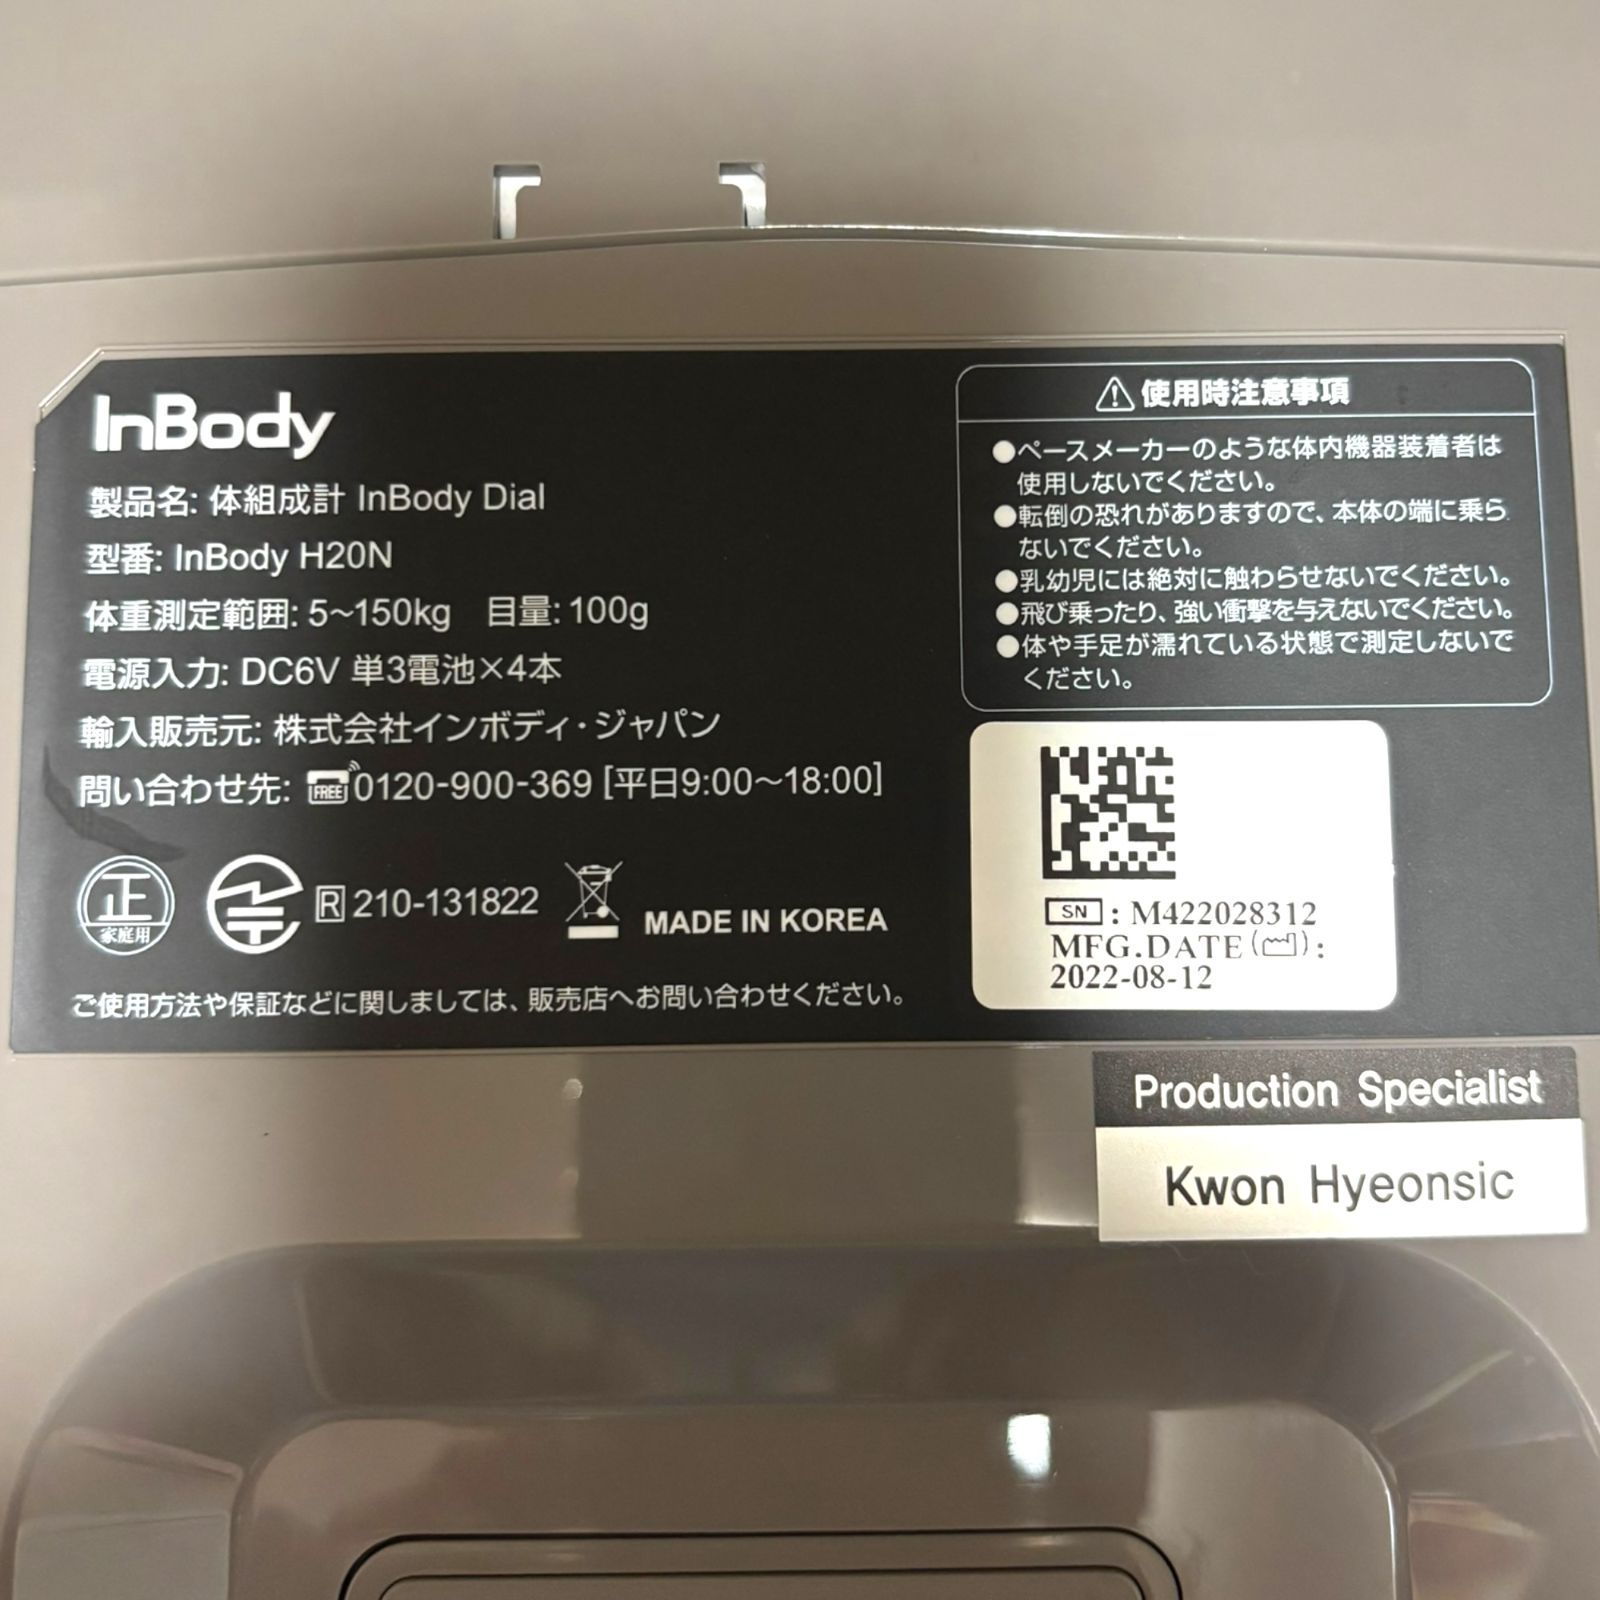 InBody
製品名: 体組成計 InBody Dial
型番: InBody H20N
体重測定範囲: 5~150kg 目量: 100g
電源入力: DC6V 単3電池×4本
輸入販売元: 株式会社インボディ・ジャパン
問い合わせ先: FREE 0120-900-369 [平日9:00〜18:00]
正
家庭用
R 210-131822
MADE IN KOREA
ご使用方法や保証などに関しましては、販売店へお問い合わせください。
使用時注意事項
●ペースメーカーのような体内機器装着者は
使用しないでください。
●転倒の恐れがありますので、本体の端に乗ら
ないでください。
●乳幼児には絶対に触わらせないでください。
●飛び乗ったり、強い衝撃を与えないでください。
●体や手足が濡れている状態で測定しないで
ください。
SN : M422028312
MFG.DATE( ) :
2022-08-12
Production Specialist
Kwon Hyeonsic